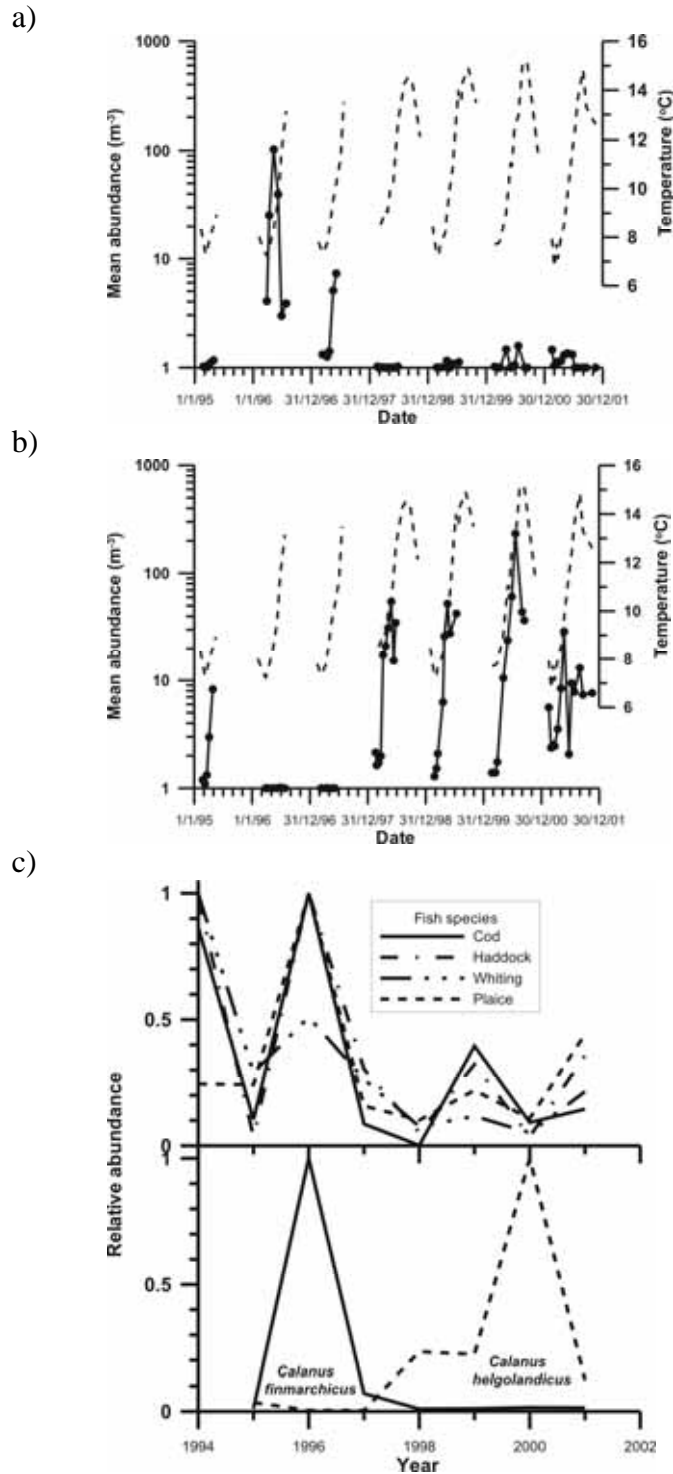 a)
1000
100
10
1
Mean abundance (m⁻³)
16
14
12
10
8
6
Temperature (°C)
1/1/95 1/1/96 31/12/96 31/12/97 31/12/98 31/12/99 30/12/00 30/12/01
Date
b)
1000
100
10
1
Mean abundance (m⁻³)
16
14
12
10
8
6
Temperature (°C)
1/1/95 1/1/96 31/12/96 31/12/97 31/12/98 31/12/99 30/12/00 30/12/01
Date
c)
1
0.5
0
Fish species
Cod
Haddock
Whiting
Plaice
Relative abundance
1
0.5
0
Calanus
finmarchicus
Calanus
helgolandicus
1994 1996 1998 2000 2002
Year